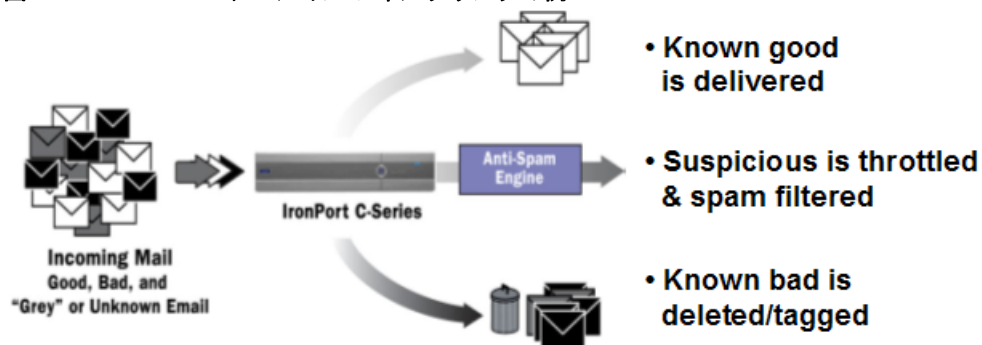 • Known good
is delivered
Anti-Spam
Engine
• Suspicious is throttled
& spam filtered
IronPort C-Series
Incoming Mail
Good, Bad, and
"Grey" or Unknown Email
• Known bad is
deleted/tagged